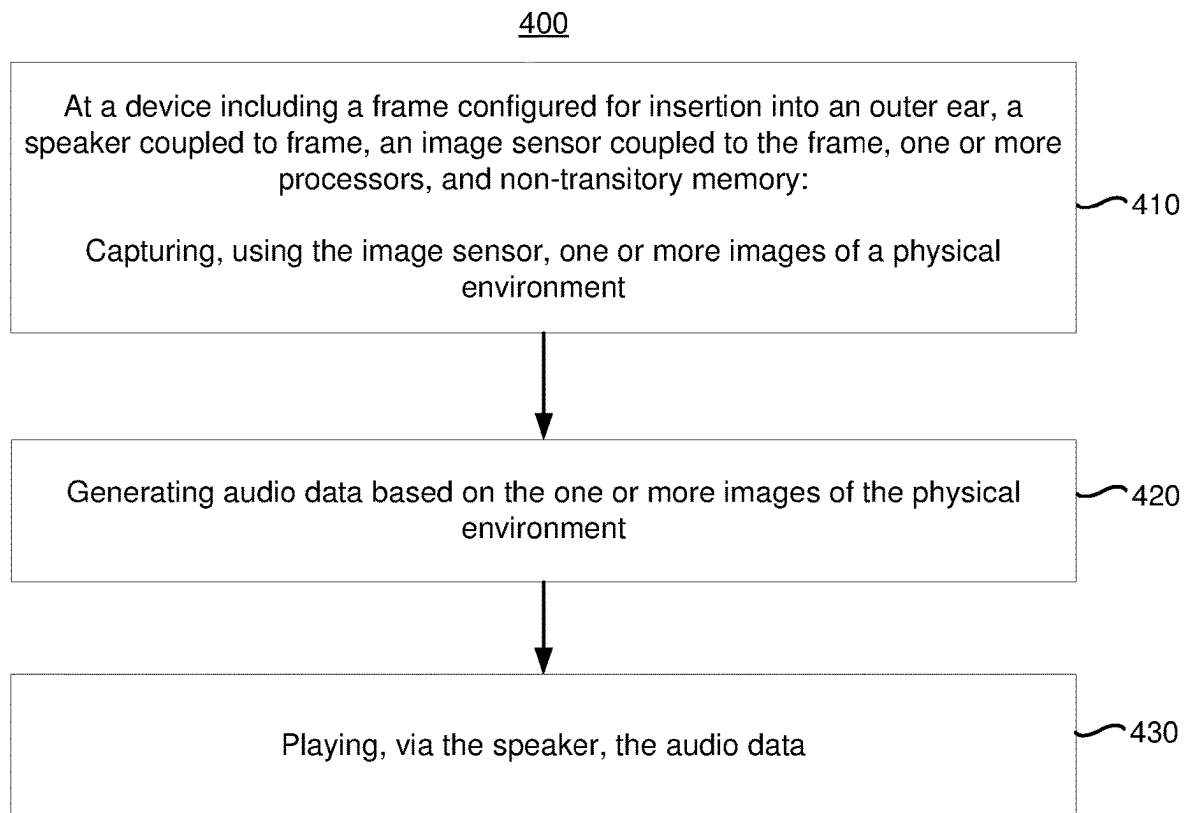 400
At a device including a frame configured for insertion into an outer ear, a
speaker coupled to frame, an image sensor coupled to the frame, one or more
processors, and non-transitory memory:
Capturing, using the image sensor, one or more images of a physical
environment
410
Generating audio data based on the one or more images of the physical
environment
420
Playing, via the speaker, the audio data
430